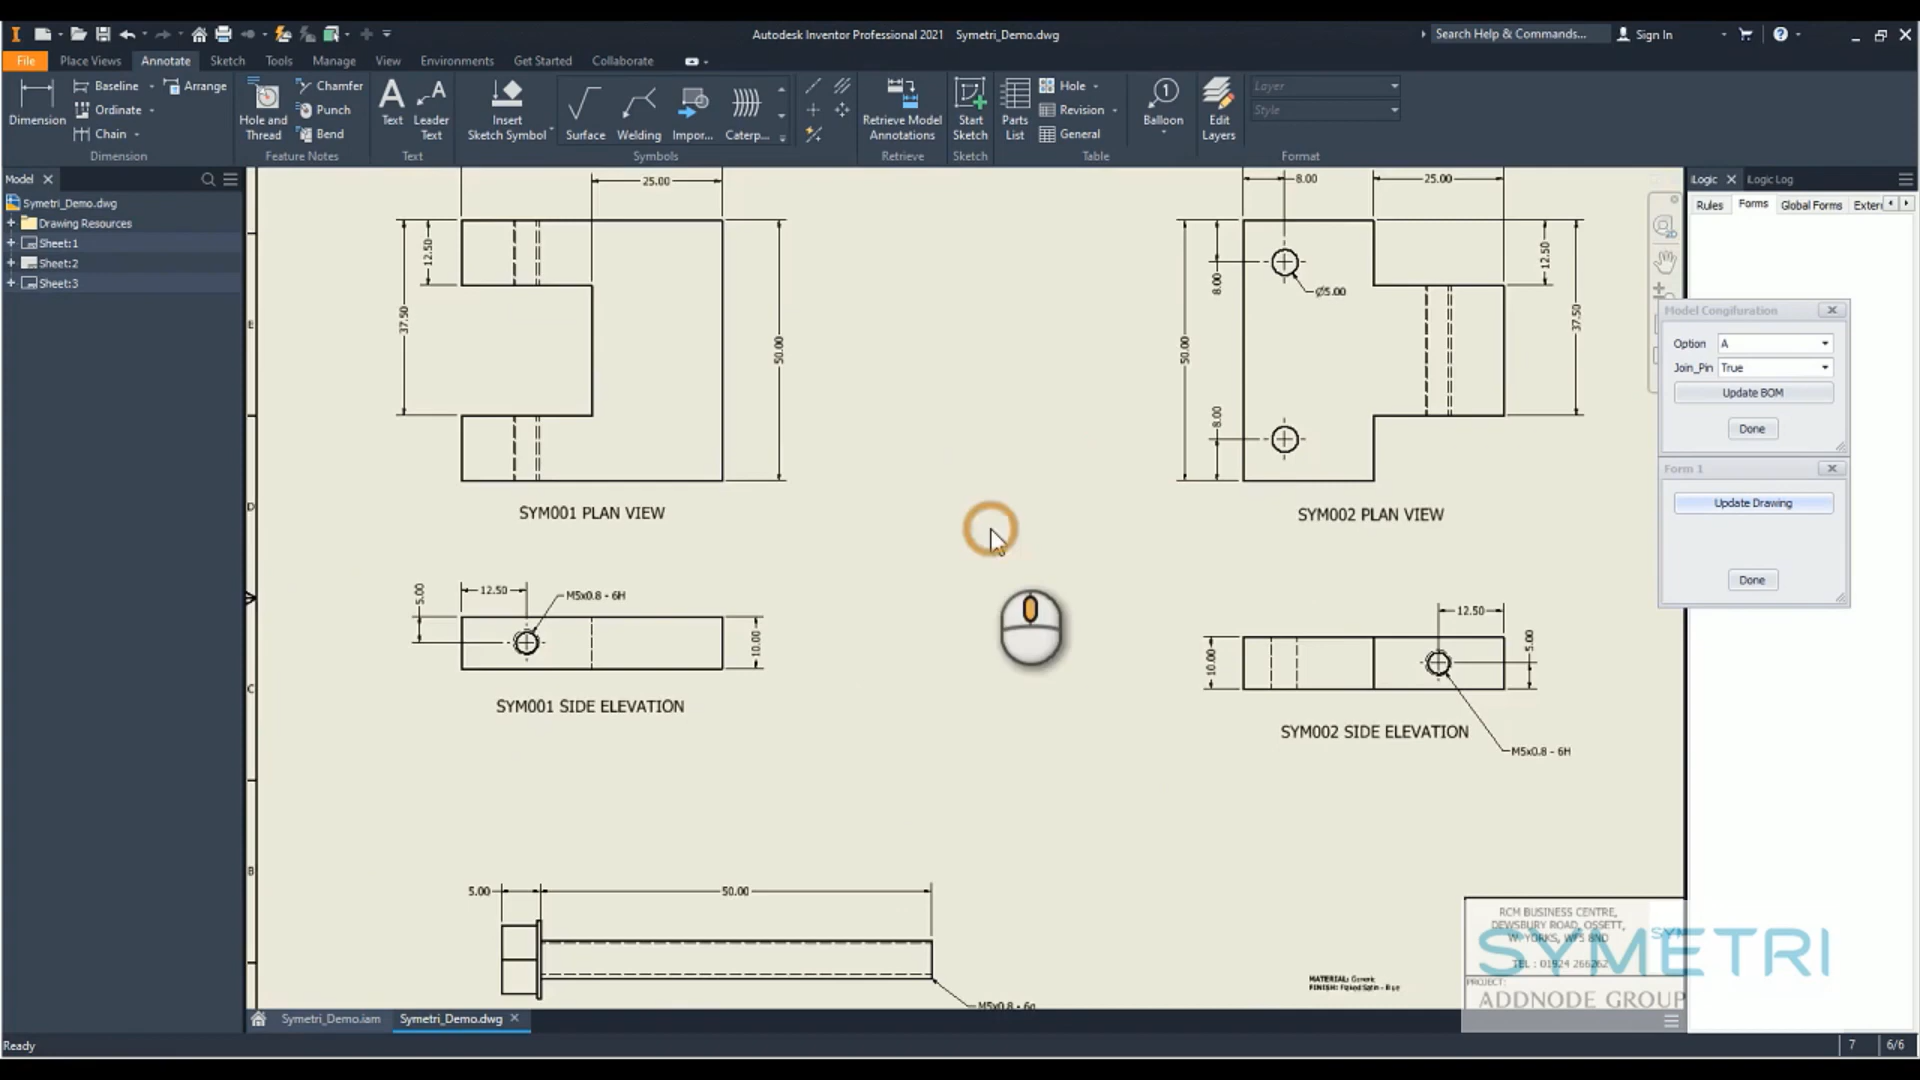 Autodesk Inventor Professional 2021 Symetri_Demo.dwg
Search Help & Commands...
Sign In
File Place Views Annotate Sketch Tools Manage View Environments Get Started Collaborate
Dimension
Baseline
Ordinate
Chain
Arrange
Dimension
Hole and Thread
Chamfer
Punch
Bend
Feature Notes
Text
Leader Text
Text
Insert Sketch Symbol
Surface
Welding
Impor...
Caterp...
Symbols
Retrieve Model Annotations
Retrieve
Start Sketch
Sketch
Parts List
Hole
Revision
General
Table
Balloon
Edit Layers
Layer
Style
Format
Model
Symetri_Demo.dwg
Drawing Resources
Sheet:1
Sheet:2
Sheet:3
iLogic
iLogic Log
Rules Forms Global Forms Extern
25.00
12.50
37.50
50.00
SYM001 PLAN VIEW
8.00
25.00
8.00
12.50
Ø5.00
37.50
50.00
8.00
SYM002 PLAN VIEW
5.00
12.50
M5x0.8 - 6H
10.00
SYM001 SIDE ELEVATION
12.50
5.00
10.00
M5x0.8 - 6H
SYM002 SIDE ELEVATION
5.00
50.00
M5x0.8 - 6g
E
D
C
B
Model Congifuration
Option A
Join_Pin True
Update BOM
Done
Form 1
Update Drawing
Done
MATERIAL: Generic
RCM BUSINESS CENTRE,
DEWSBURY ROAD, OSSETT,
W-YORKS, WF5 9ND
TEL : 01924 266262
PROJECT:
SYMETRI
ADDNODE GROUP
Symetri_Demo.iam
Symetri_Demo.dwg
Ready
7
6/6